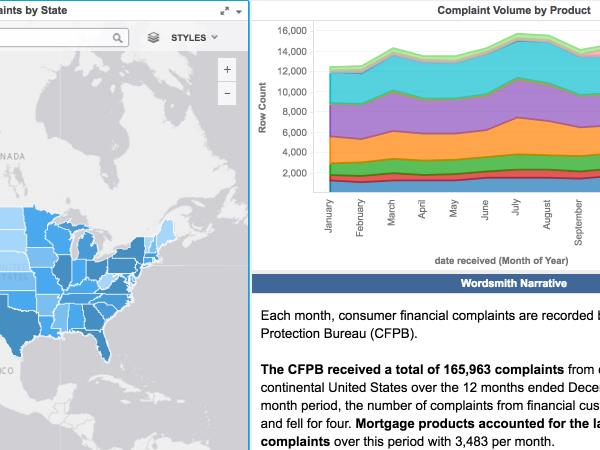 aints by State
STYLES
+
−
NADA
CO
Complaint Volume by Product
16,000
14,000
12,000
10,000
8,000
6,000
4,000
2,000
Row Count
January
February
March
April
May
June
July
August
September
date received (Month of Year)
Wordsmith Narrative
Each month, consumer financial complaints are recorded b
Protection Bureau (CFPB).
The CFPB received a total of 165,963 complaints from
continental United States over the 12 months ended Dece
month period, the number of complaints from financial cus
and fell for four. Mortgage products accounted for the la
complaints over this period with 3,483 per month.